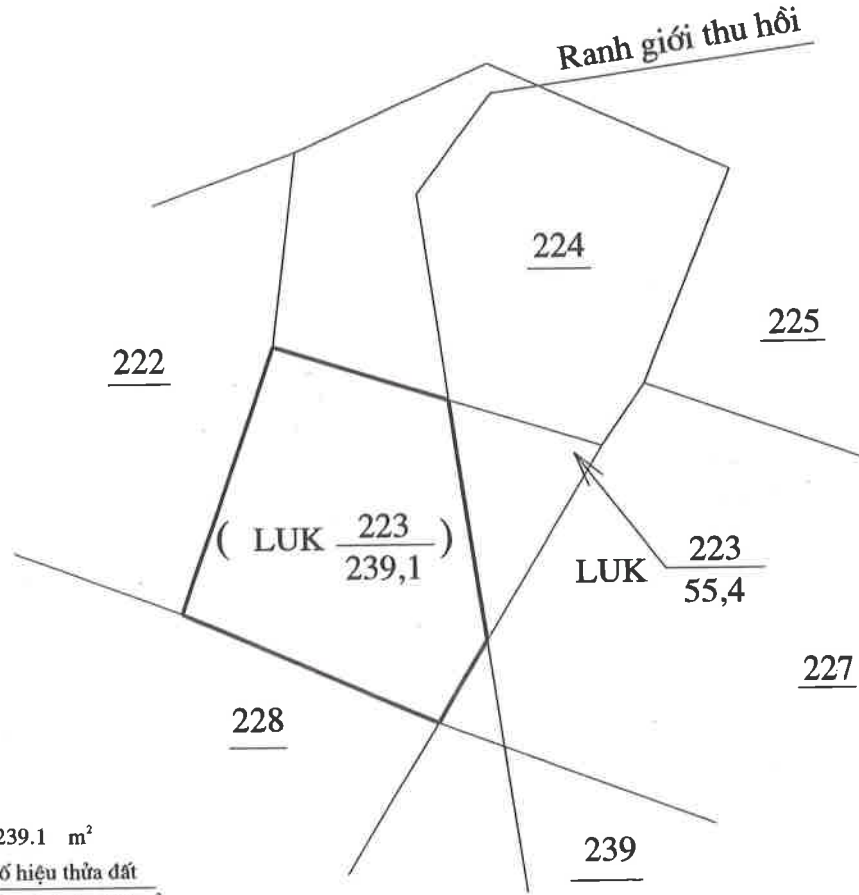 Ranh giới thu hồi
224
225
222
( LUK 223 )
239,1
LUK 223
55,4
227
228
239.1 m²
ố hiệu thửa đất
239